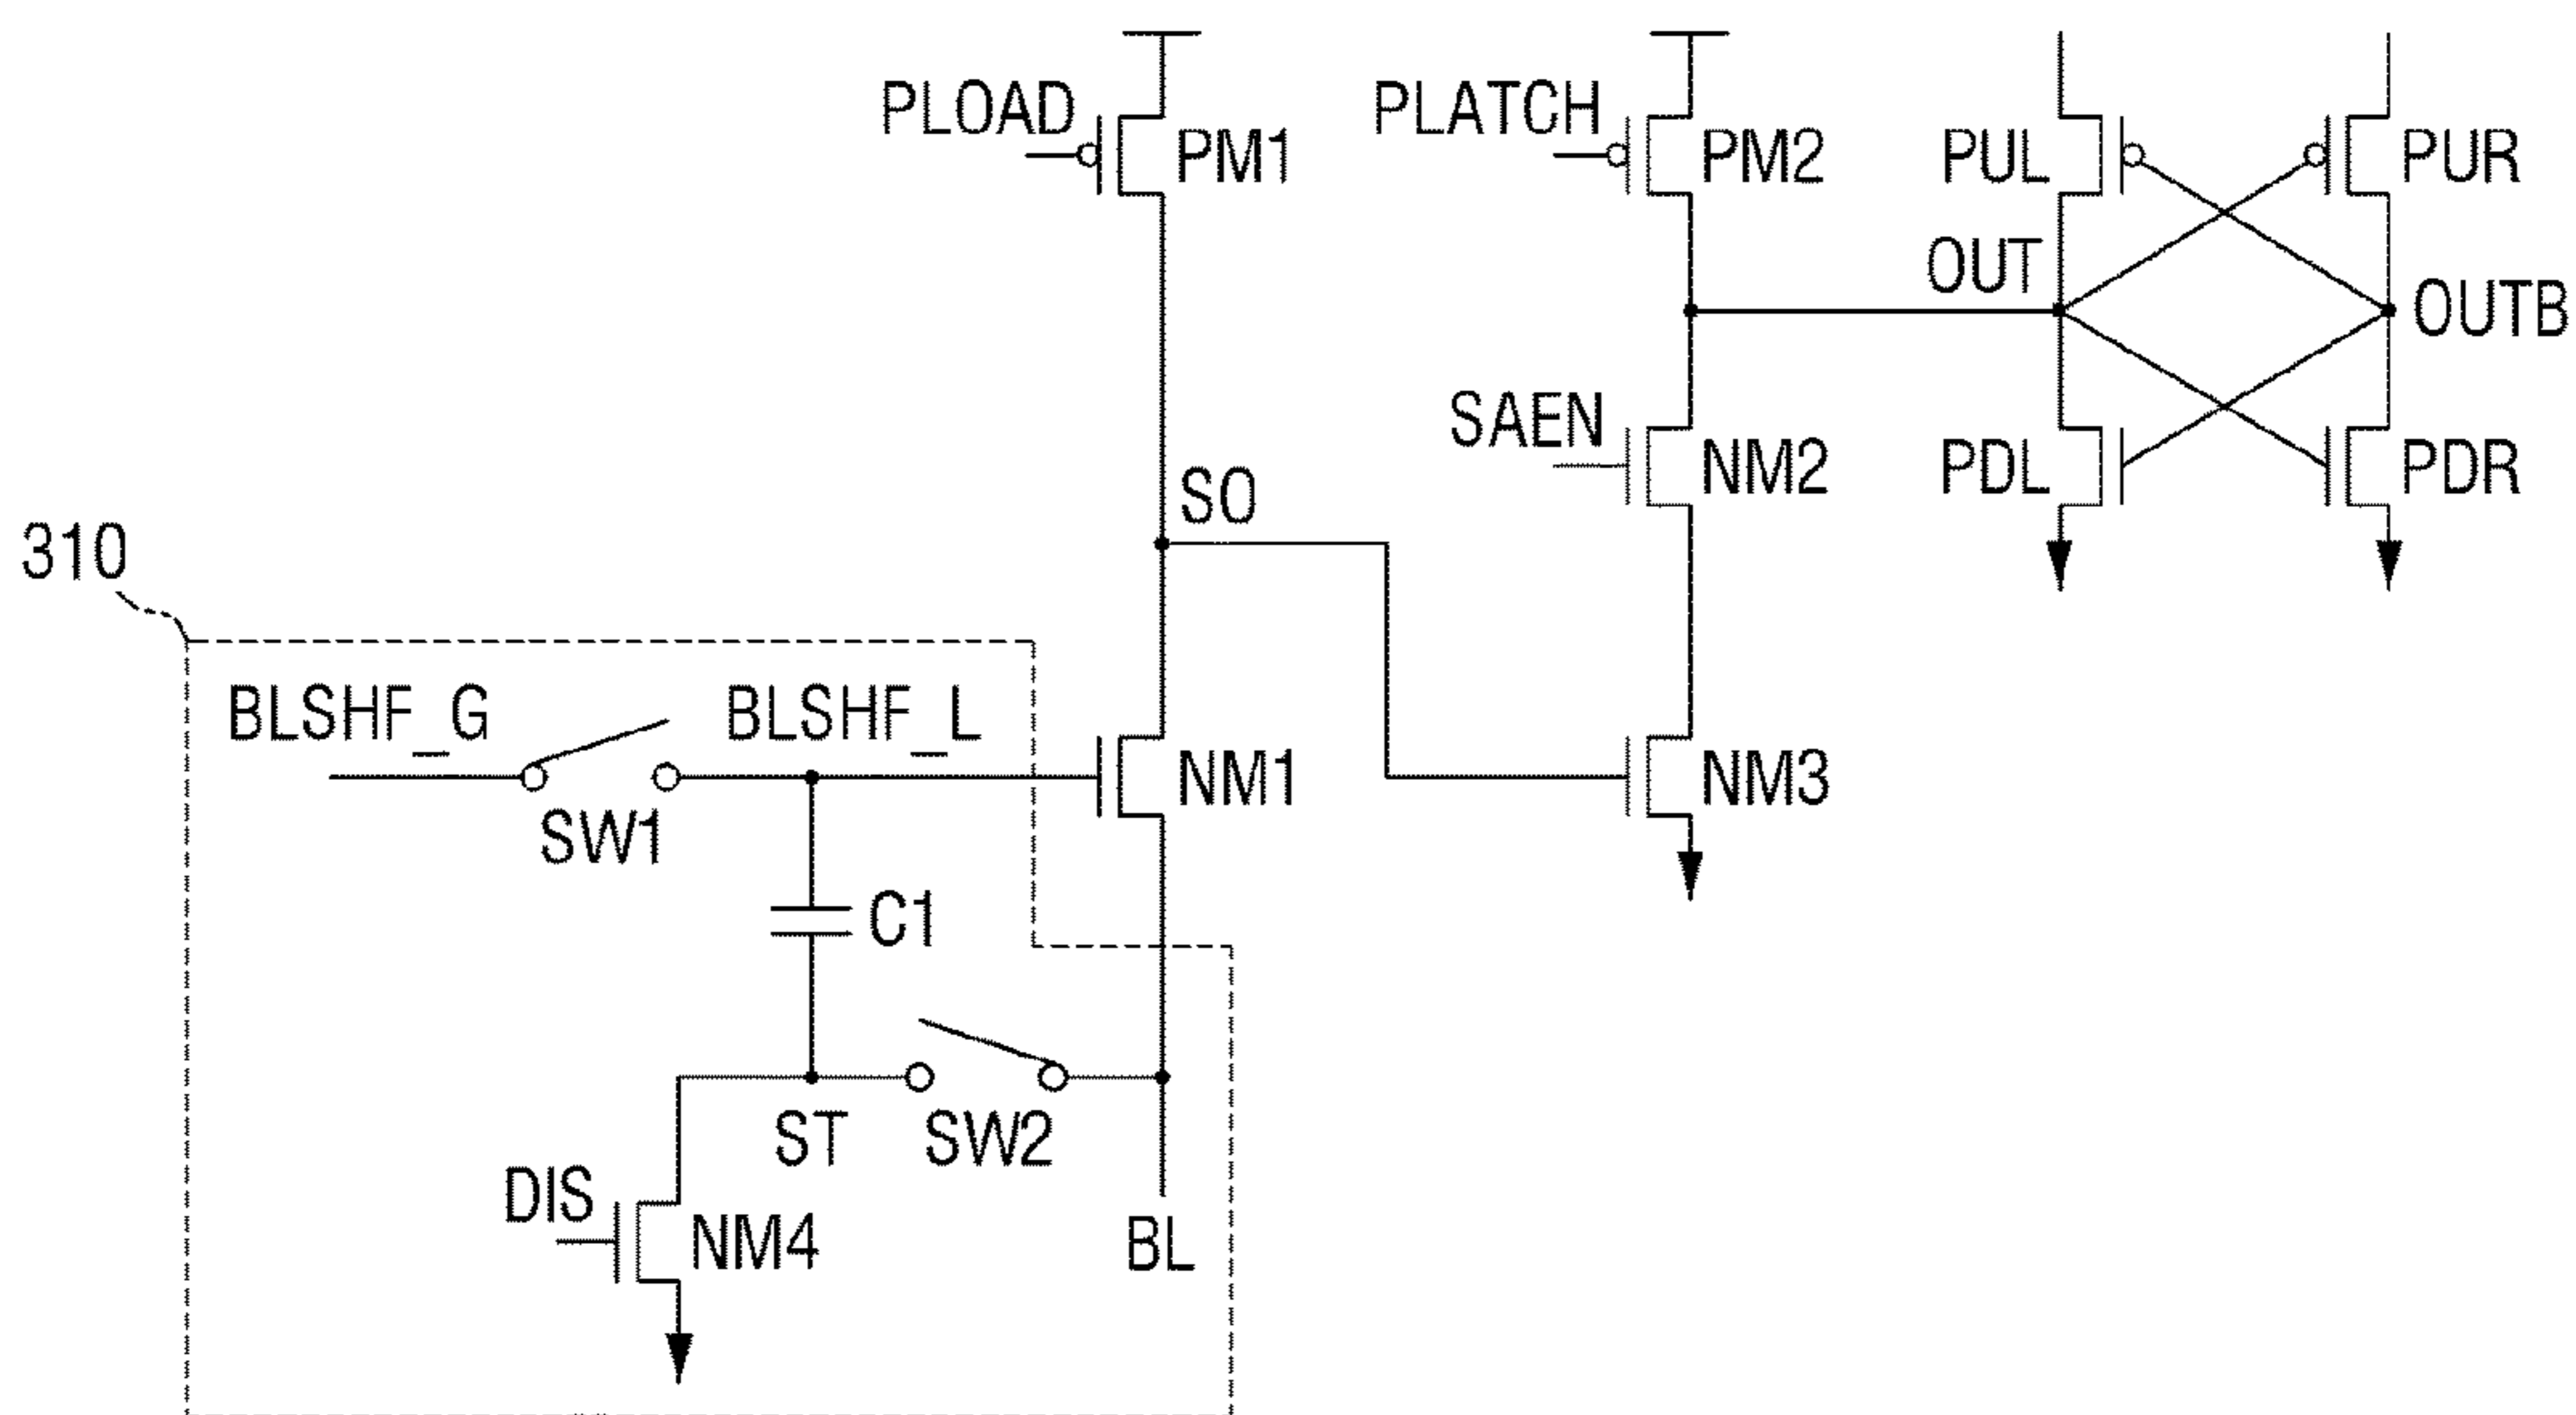 PLOAD
PM1
PLATCH
PM2
PUL
PUR
OUT
OUTB
SAEN
NM2
PDL
PDR
SO
310
BLSHF_G
BLSHF_L
SW1
NM1
NM3
C1
ST
SW2
DIS
NM4
BL